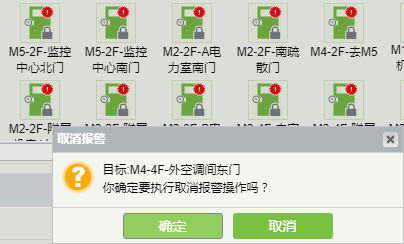 M5-2F-监控 M5-2F-监控 M2-2F-A电 M2-2F-南疏 M4-2F-去M5
中心北门 中心南门 力室南门 散门
取消报警
目标:M4-4F-外空调间东门
你确定要执行取消报警操作吗？
确定 取消